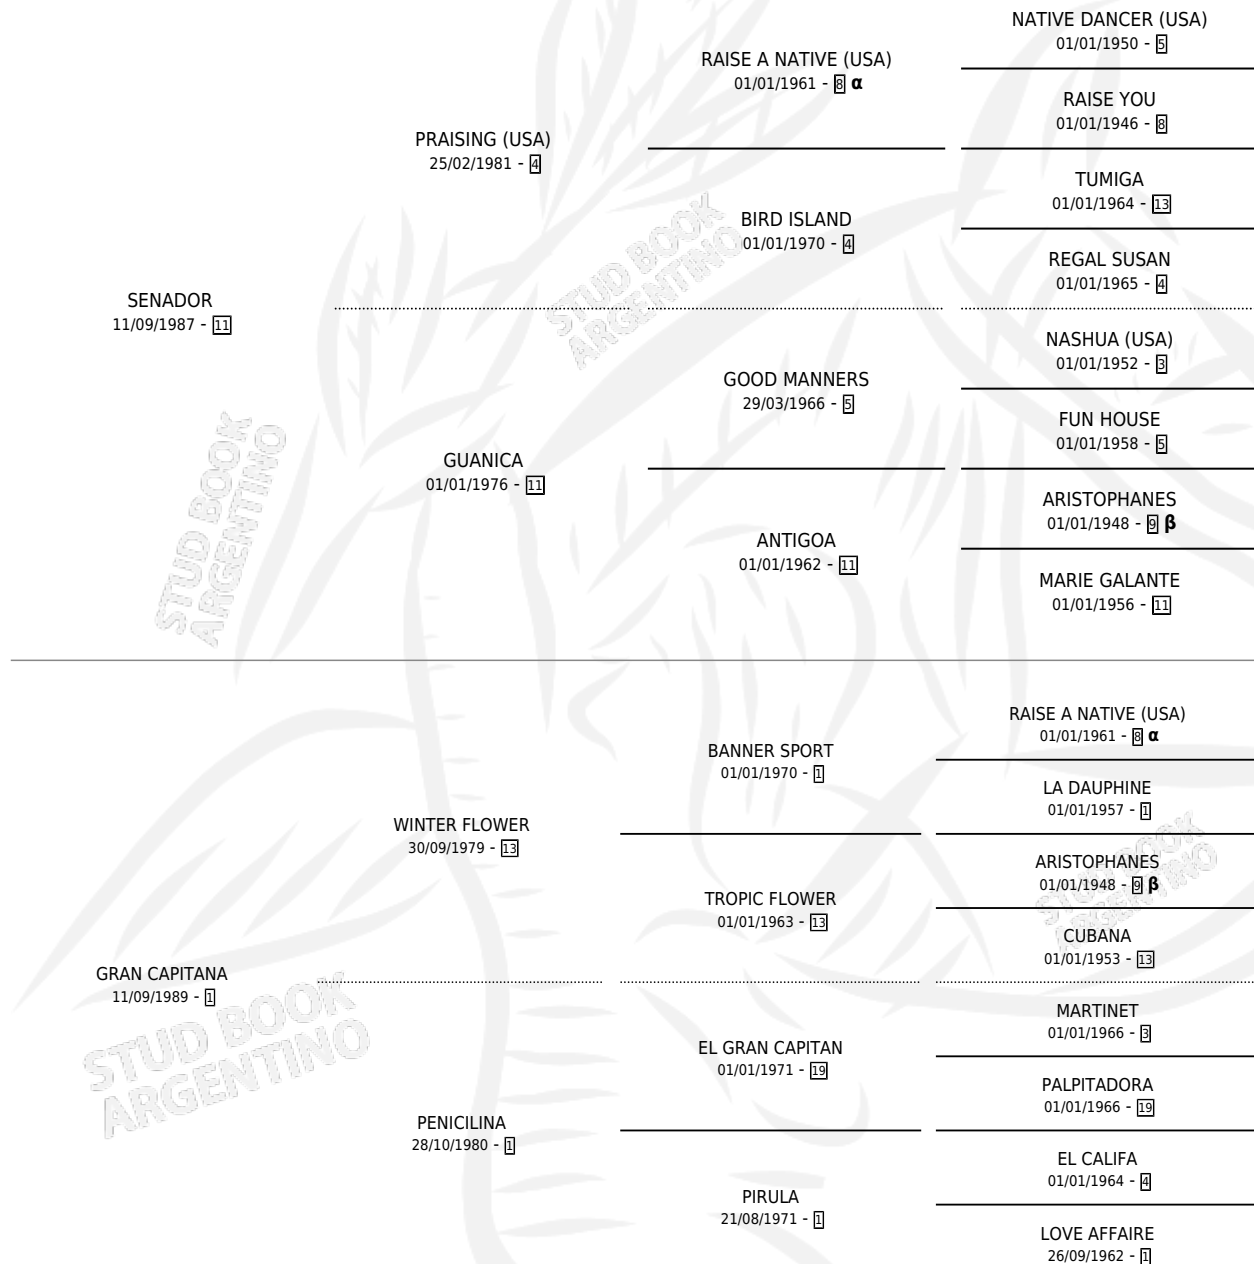 NATIVE DANCER (USA)
01/01/1950 - 5
RAISE A NATIVE (USA)
01/01/1961 - 8 α
RAISE YOU
01/01/1946 - 8
PRAISING (USA)
25/02/1981 - 4
TUMIGA
01/01/1964 - 13
BIRD ISLAND
01/01/1970 - 4
REGAL SUSAN
01/01/1965 - 4
STUD BOOK
ARGENTINO
SENADOR
11/09/1987 - 11
NASHUA (USA)
01/01/1952 - 3
GOOD MANNERS
29/03/1966 - 5
FUN HOUSE
01/01/1958 - 5
GUANICA
01/01/1976 - 11
ARISTOPHANES
01/01/1948 - 9 β
ANTIGOA
01/01/1962 - 11
MARIE GALANTE
01/01/1956 - 11
STUD BOOK
ARGENTINO
RAISE A NATIVE (USA)
01/01/1961 - 8 α
BANNER SPORT
01/01/1970 - 1
LA DAUPHINE
01/01/1957 - 1
WINTER FLOWER
30/09/1979 - 13
ARISTOPHANES
01/01/1948 - 9 β
STUD BOOK
ARGENTINO
TROPIC FLOWER
01/01/1963 - 13
CUBANA
01/01/1953 - 13
GRAN CAPITANA
11/09/1989 - 1
MARTINET
01/01/1966 - 3
EL GRAN CAPITAN
01/01/1971 - 19
PALPITADORA
01/01/1966 - 19
STUD BOOK
ARGENTINO
PENICILINA
28/10/1980 - 1
EL CALIFA
01/01/1964 - 4
PIRULA
21/08/1971 - 1
LOVE AFFAIRE
26/09/1962 - 1